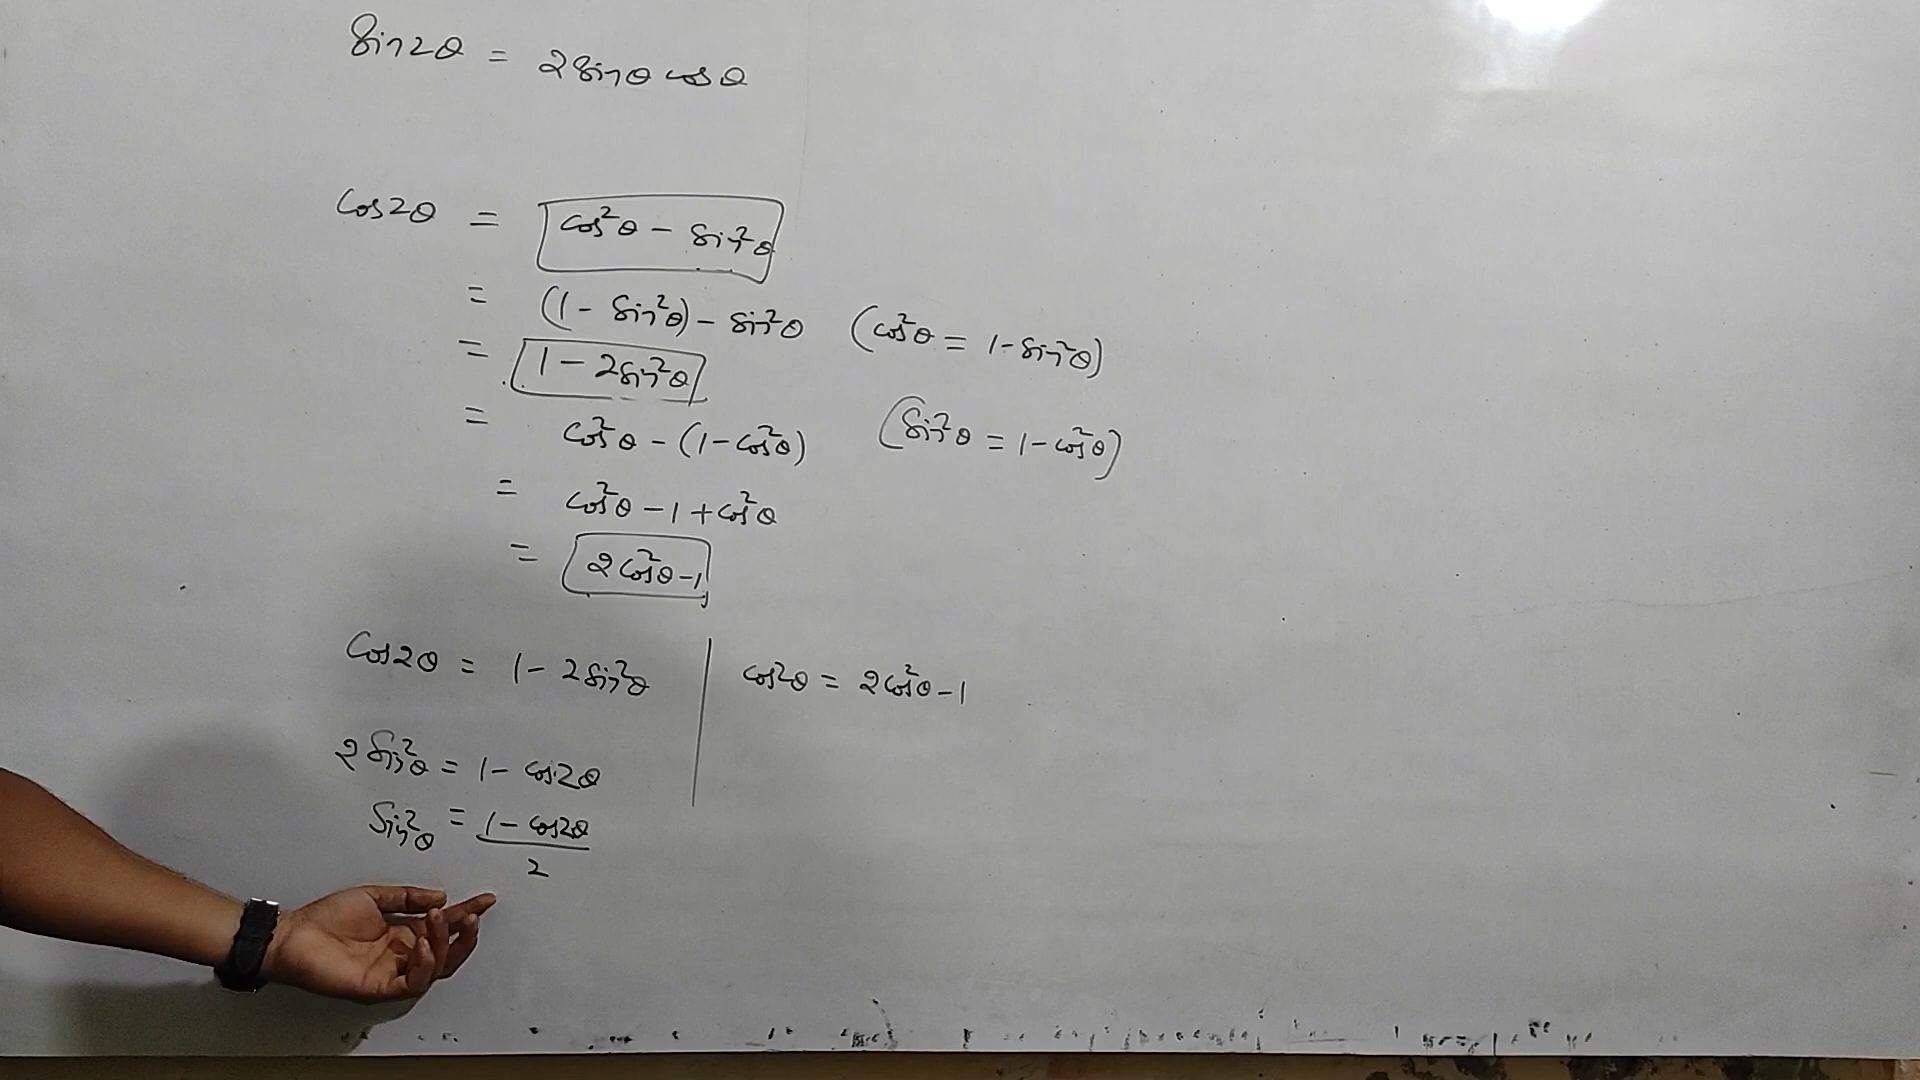 sin2θ = 2sinθ cosθ
cos2θ = cos²θ - sin²θ
= (1 - sin²θ) - sin²θ (cos²θ = 1 - sin²θ)
= 1 - 2sin²θ
= cos²θ - (1 - cos²θ) (sin²θ = 1 - cos²θ)
= cos²θ - 1 + cos²θ
= 2cos²θ - 1
cos2θ = 1 - 2sin²θ
2sin²θ = 1 - cos2θ
sin²θ = (1 - cos2θ)/2
cos2θ = 2cos²θ - 1